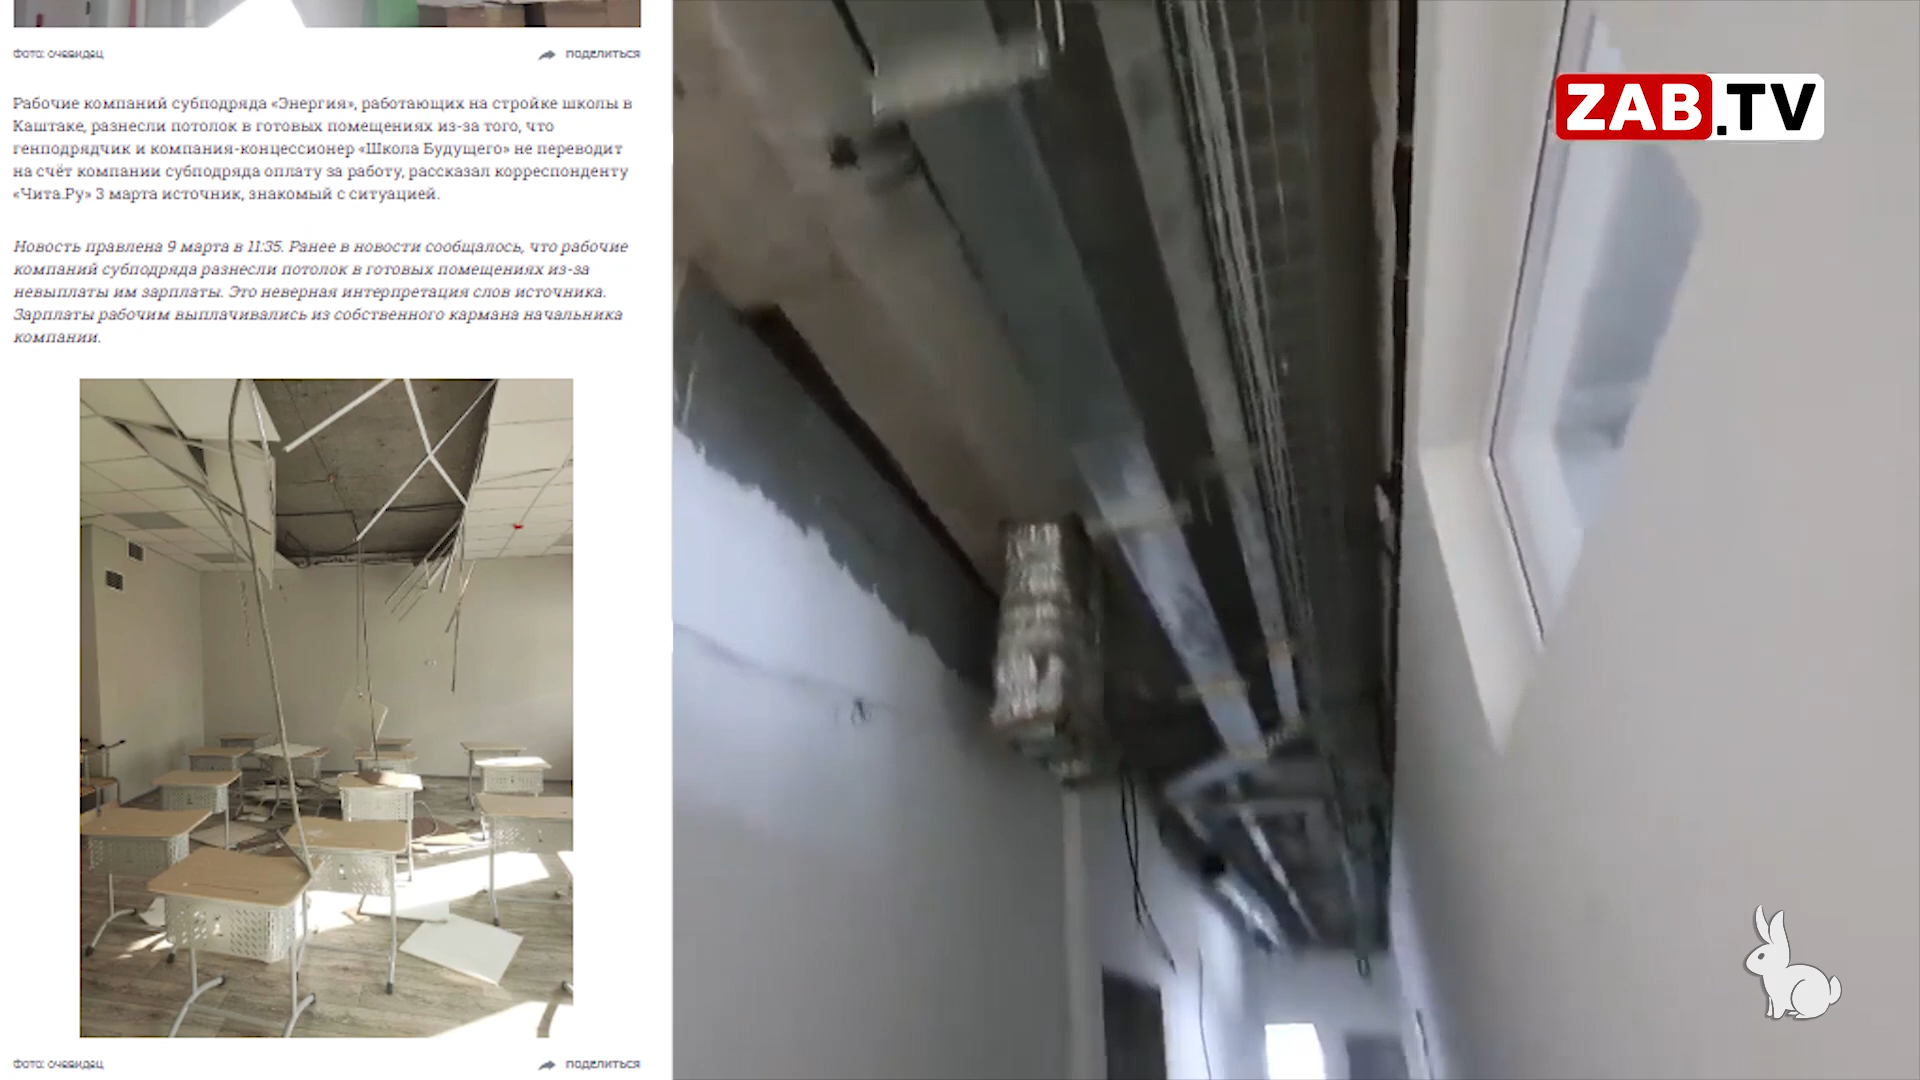 Фото: очевидец
ПОДЕЛИТЬСЯ
Рабочие компаний субподряда «Энергия», работающих на стройке школы в
Каштаке, разнесли потолок в готовых помещениях из-за того, что
генподрядчик и компания-концессионер «Школа Будущего» не переводит
на счёт компании субподряда оплату за работу, рассказал корреспонденту
«Чита.Ру» 3 марта источник, знакомый с ситуацией.
Новость правлена 9 марта в 11:35. Ранее в новости сообщалось, что рабочие
компаний субподряда разнесли потолок в готовых помещениях из-за
невыплаты им зарплаты. Это неверная интерпретация слов источника.
Зарплаты рабочим выплачивались из собственного кармана начальника
компании.
Фото: очевидец
ПОДЕЛИТЬСЯ
ZAB.TV